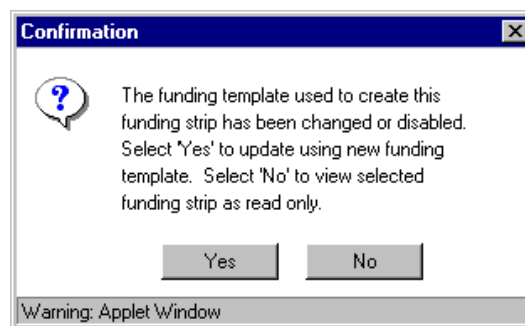 Confirmation
?
The funding template used to create this
funding strip has been changed or disabled.
Select 'Yes' to update using new funding
template.  Select 'No' to view selected
funding strip as read only.
Yes No
Warning: Applet Window